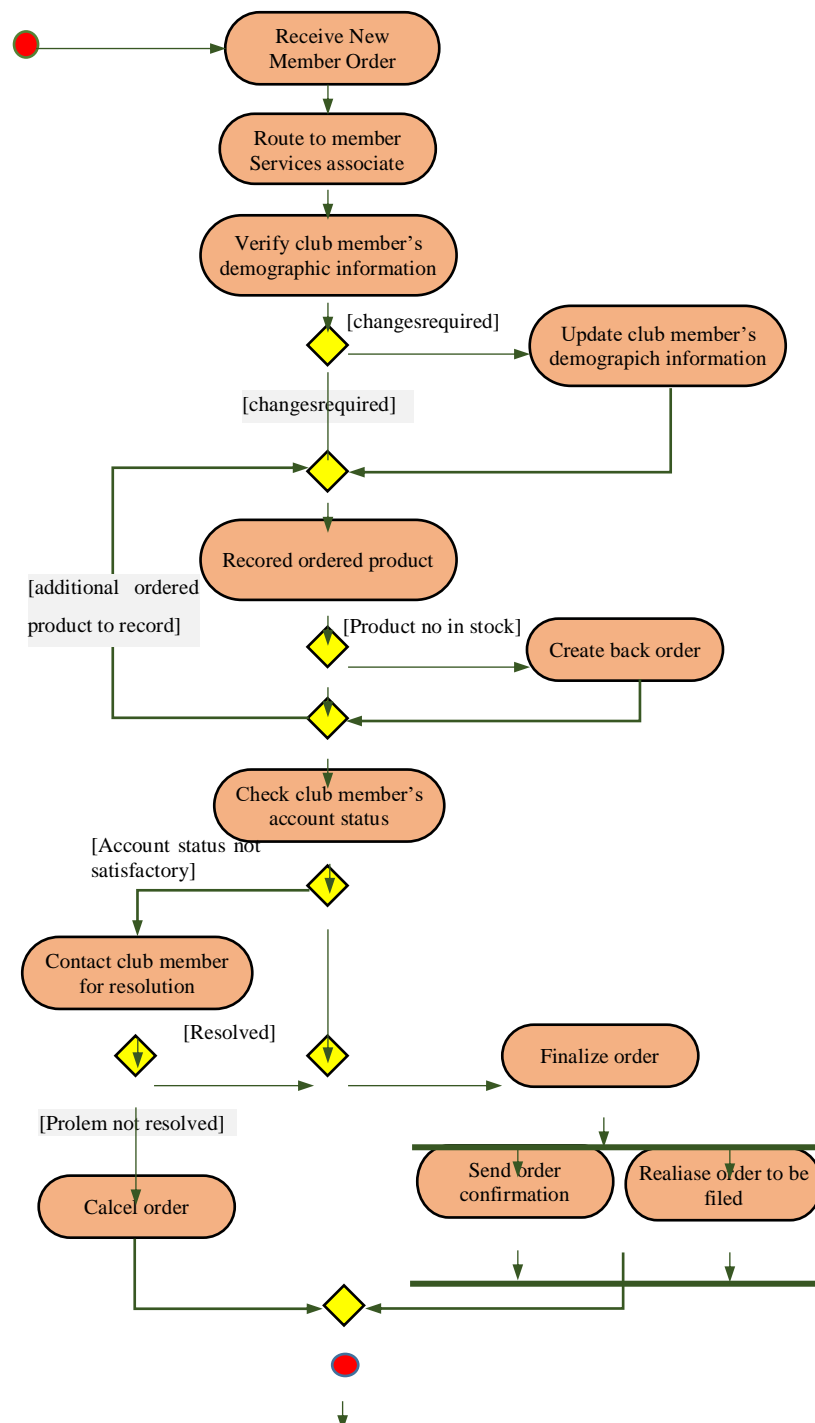 Receive New
Member Order
Route to member
Services associate
Verify club member’s
demographic information
[changesrequired]
Update club member’s
demograpich information
[changesrequired]
Recored ordered product
[additional ordered
product to record]
[Product no in stock]
Create back order
Check club member’s
account status
[Account status not
satisfactory]
Contact club member
for resolution
[Resolved]
Finalize order
[Prolem not resolved]
Send order
confirmation
Realiase order to be
filed
Calcel order